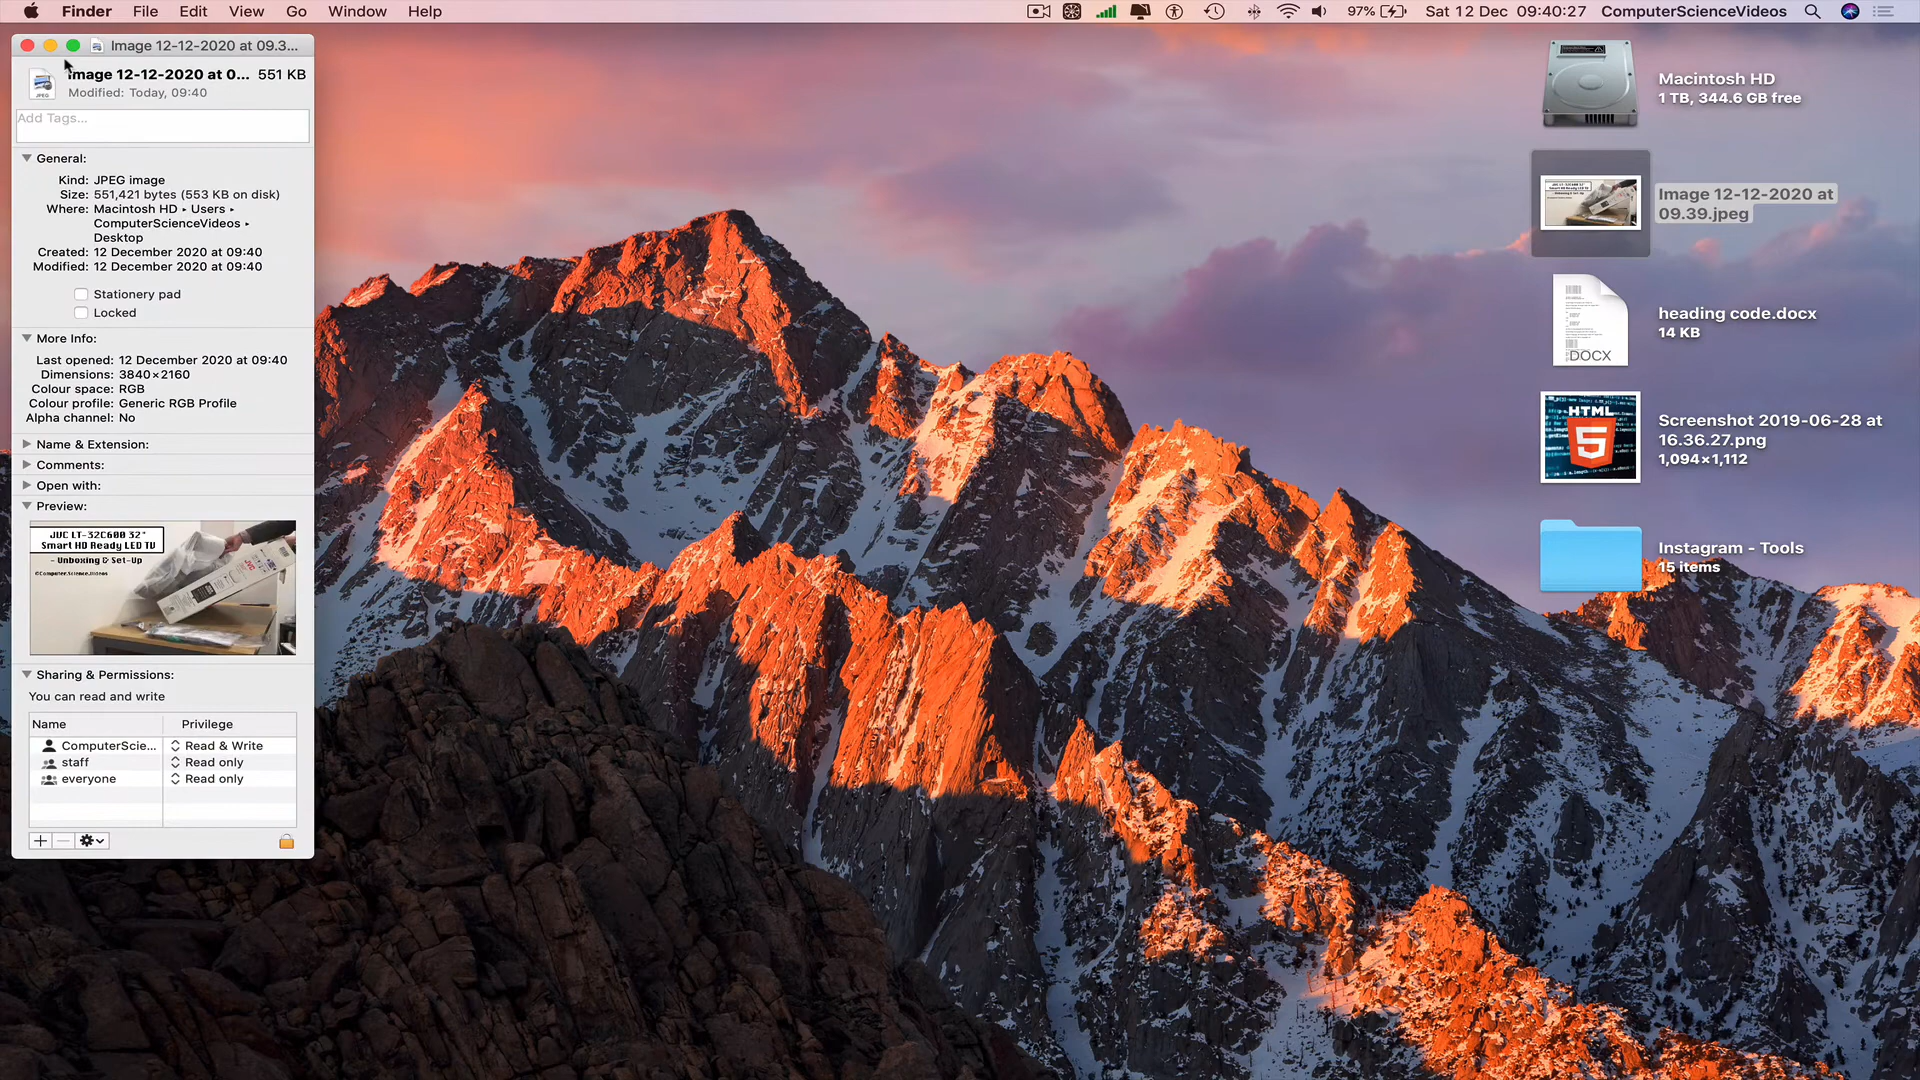 Finder File Edit View Go Window Help
97% Sat 12 Dec 09:40:27 ComputerScienceVideos
Image 12-12-2020 at 09.3...
Image 12-12-2020 at 0... 551 KB
Modified: Today, 09:40
Add Tags...
General:
Kind: JPEG image
Size: 551,421 bytes (553 KB on disk)
Where: Macintosh HD ▸ Users ▸
ComputerScienceVideos ▸
Desktop
Created: 12 December 2020 at 09:40
Modified: 12 December 2020 at 09:40
Stationery pad
Locked
More Info:
Last opened: 12 December 2020 at 09:40
Dimensions: 3840×2160
Colour space: RGB
Colour profile: Generic RGB Profile
Alpha channel: No
Name & Extension:
Comments:
Open with:
Preview:
JVC LT-32C600 32"
Smart HD Ready LED TV
- Unboxing & Set-Up
©Computer.Science.Videos
JVC
Sharing & Permissions:
You can read and write
Name Privilege
ComputerScie... Read & Write
staff Read only
everyone Read only
Macintosh HD
1 TB, 344.6 GB free
Image 12-12-2020 at
09.39.jpeg
DOCX
heading code.docx
14 KB
HTML
5
Screenshot 2019-06-28 at
16.36.27.png
1,094×1,112
Instagram - Tools
15 items